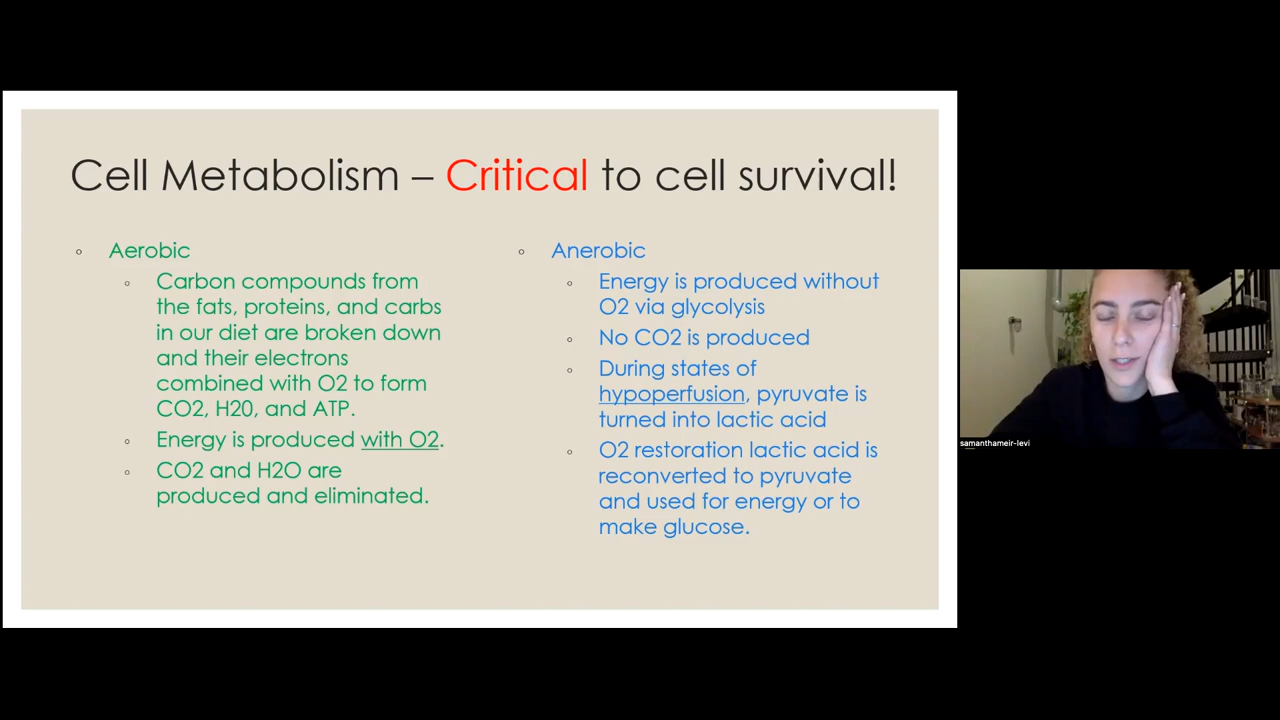 Cell Metabolism – Critical to cell survival!
Aerobic
Carbon compounds from
the fats, proteins, and carbs
in our diet are broken down
and their electrons
combined with O2 to form
CO2, H20, and ATP.
Energy is produced with O2.
CO2 and H2O are
produced and eliminated.
Anerobic
Energy is produced without
O2 via glycolysis
No CO2 is produced
During states of
hypoperfusion, pyruvate is
turned into lactic acid
O2 restoration lactic acid is
reconverted to pyruvate
and used for energy or to
make glucose.
samanthameir-levi